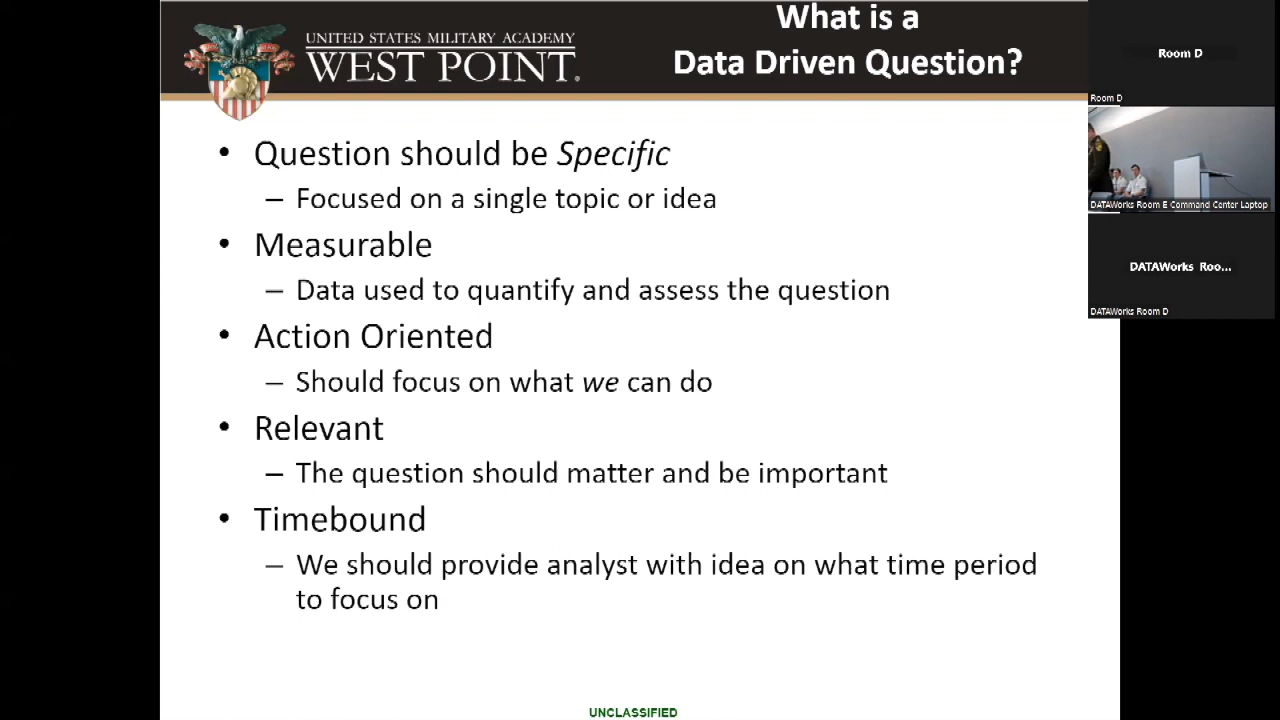 UNITED STATES MILITARY ACADEMY
WEST POINT.
What is a
Data Driven Question?
• Question should be Specific
– Focused on a single topic or idea
• Measurable
– Data used to quantify and assess the question
• Action Oriented
– Should focus on what we can do
• Relevant
– The question should matter and be important
• Timebound
– We should provide analyst with idea on what time period
to focus on
UNCLASSIFIED
Room D
Room D
DATAWorks Room E Command Center Laptop
DATAWorks Roo...
DATAWorks Room D